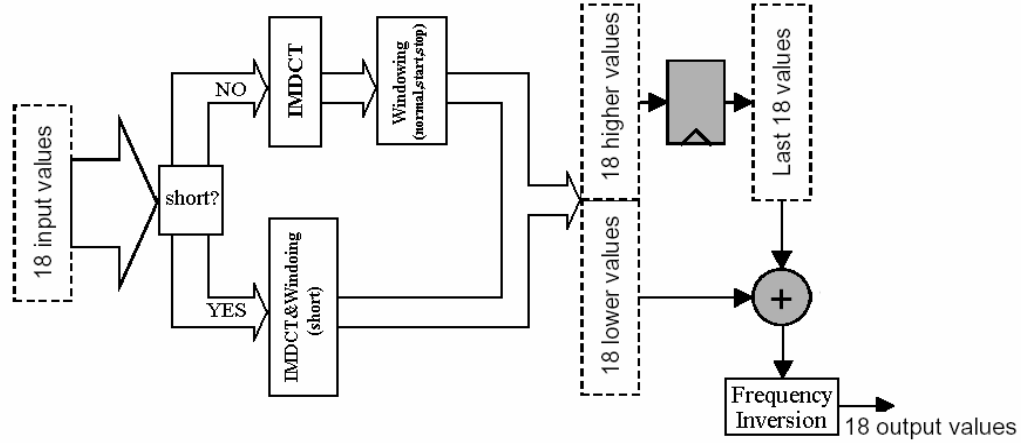 18 input values
short?
NO
YES
IMDCT
Windowing
(normal,start,stop)
IMDCT&Windoing
(short)
18 higher values
18 lower values
Last 18 values
+
Frequency
Inversion
18 output values